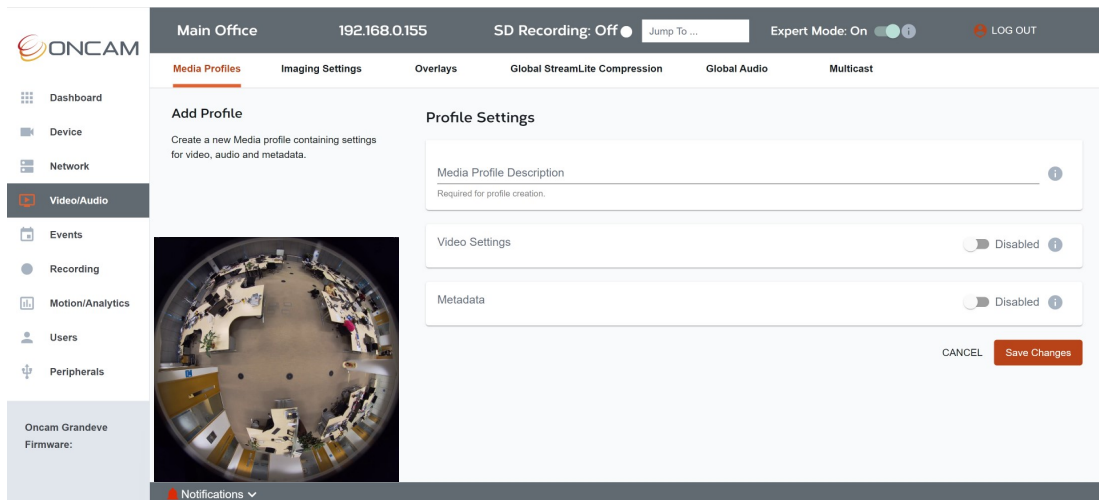 ONCAM
Main Office
192.168.0.155
SD Recording: Off
Jump To ...
Expert Mode: On
LOG OUT
Media Profiles
Imaging Settings
Overlays
Global StreamLite Compression
Global Audio
Multicast
Dashboard
Device
Network
Video/Audio
Events
Recording
Motion/Analytics
Users
Peripherals
Oncam Grandeve
Firmware:
Add Profile
Create a new Media profile containing settings
for video, audio and metadata.
Profile Settings
Media Profile Description
Required for profile creation.
Video Settings
Disabled
Metadata
Disabled
CANCEL
Save Changes
Notifications